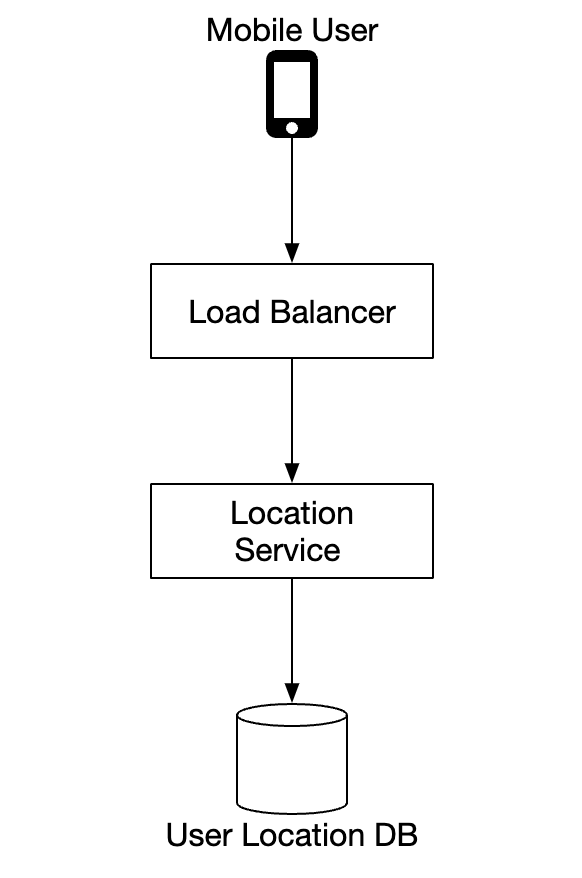 Mobile User
Load Balancer
Location
Service
User Location DB